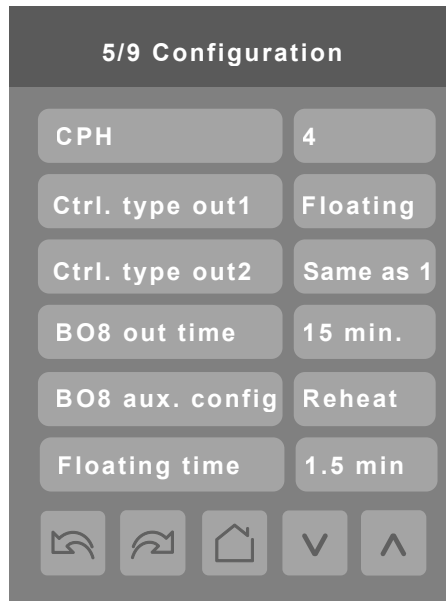 5/9 Configuration
CPH 4
Ctrl. type out1 Floating
Ctrl. type out2 Same as 1
BO8 out time 15 min.
BO8 aux. config Reheat
Floating time 1.5 min